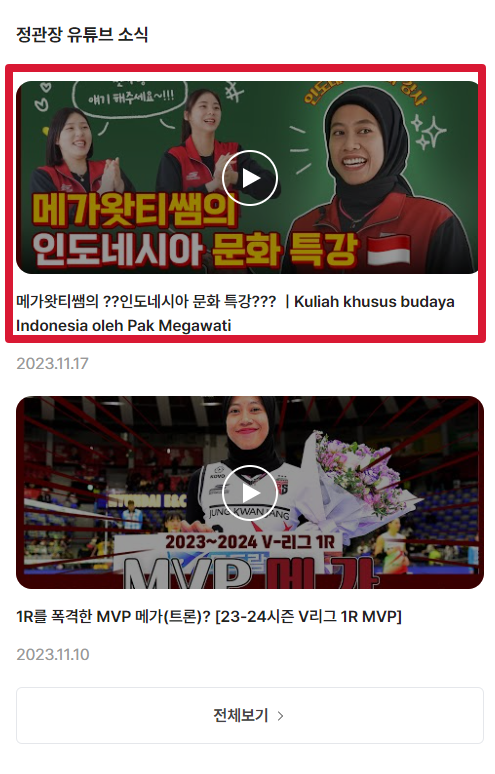 정관장 유튜브 소식
얘기 해주세요~!!!
메가왓티쌤의
인도네시아 문화 특강
메가왓티쌤의 ??인도네시아 문화 특강??? ㅣKuliah khusus budaya
Indonesia oleh Pak Megawati
2023.11.17
JUNG KWAN JANG
2023~2024 V-리그 1R
MVP 메가
1R를 폭격한 MVP 메가(트론)? [23-24시즌 V리그 1R MVP]
2023.11.10
전체보기 >